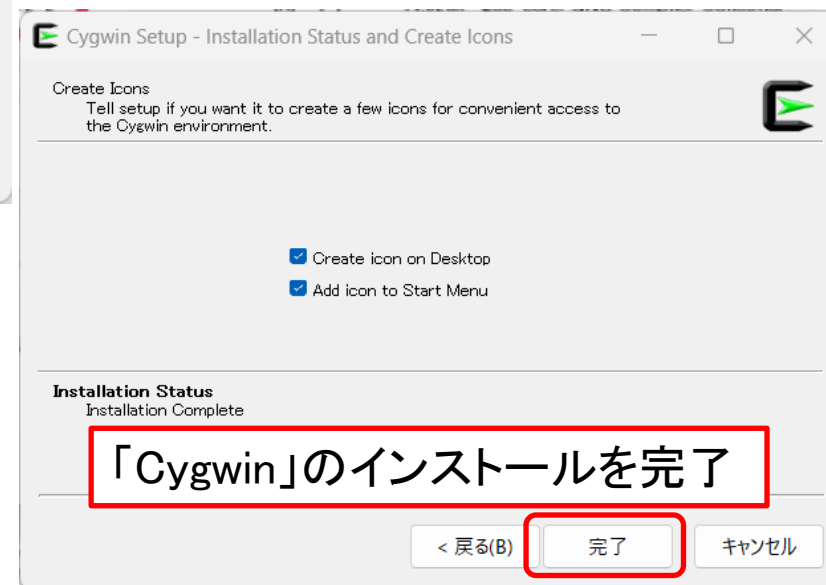 Cygwin Setup - Installation Status and Create Icons
Create Icons
Tell setup if you want it to create a few icons for convenient access to
the Cygwin environment.
Create icon on Desktop
Add icon to Start Menu
Installation Status
Installation Complete
「Cygwin」のインストールを完了
< 戻る(B)
完了
キャンセル